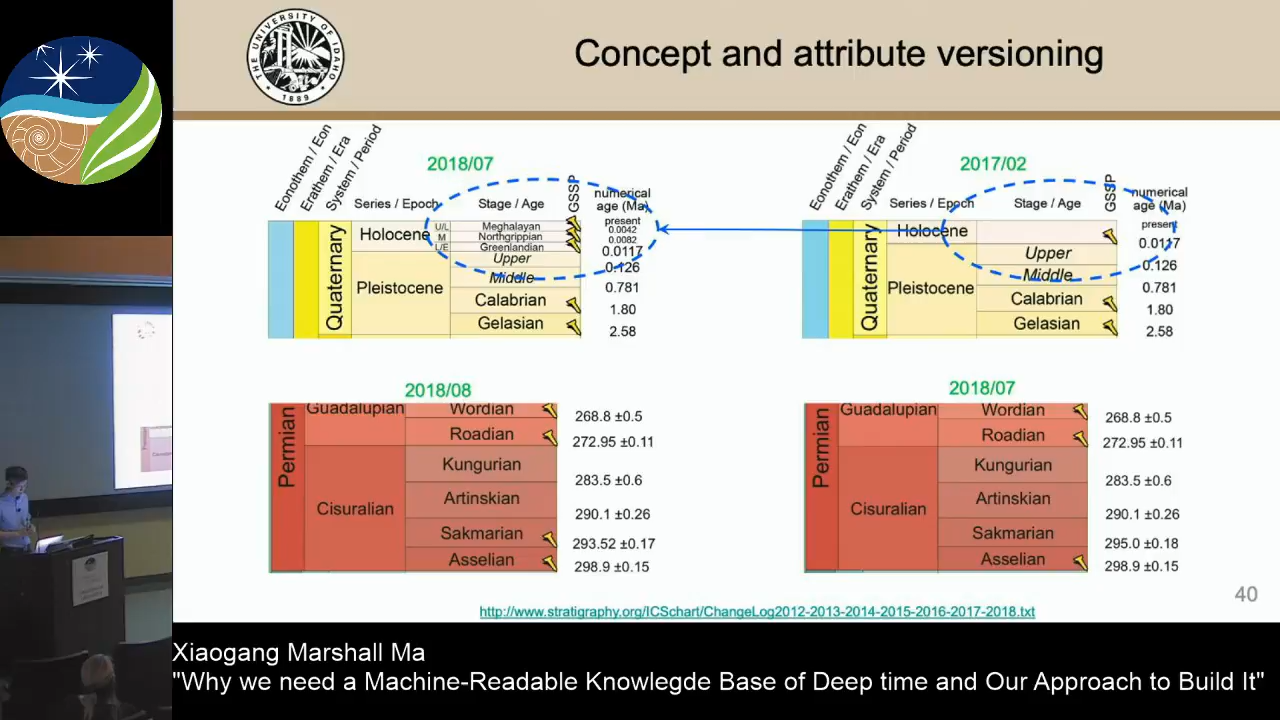 THE UNIVERSITY OF IDAHO
1889
Concept and attribute versioning
2018/07
Eonothem / Eon
Erathem / Era
System / Period
Series / Epoch
Stage / Age
GSSP
numerical
age (Ma)
Quaternary
Holocene
U/L Meghalayan
M Northgrippian
L/E Greenlandian
Pleistocene
Upper
Middle
Calabrian
Gelasian
present
0.0042
0.0082
0.0117
0.126
0.781
1.80
2.58
2017/02
Eonothem / Eon
Erathem / Era
System / Period
Series / Epoch
Stage / Age
GSSP
numerical
age (Ma)
Quaternary
Holocene
Pleistocene
Upper
Middle
Calabrian
Gelasian
present
0.0117
0.126
0.781
1.80
2.58
2018/08
Permian
Guadalupian
Cisuralian
Wordian
Roadian
Kungurian
Artinskian
Sakmarian
Asselian
268.8 ±0.5
272.95 ±0.11
283.5 ±0.6
290.1 ±0.26
293.52 ±0.17
298.9 ±0.15
2018/07
Permian
Guadalupian
Cisuralian
Wordian
Roadian
Kungurian
Artinskian
Sakmarian
Asselian
268.8 ±0.5
272.95 ±0.11
283.5 ±0.6
290.1 ±0.26
295.0 ±0.18
298.9 ±0.15
40
http://www.stratigraphy.org/ICSchart/ChangeLog2012-2013-2014-2015-2016-2017-2018.txt
Xiaogang Marshall Ma
"Why we need a Machine-Readable Knowlegde Base of Deep time and Our Approach to Build It"